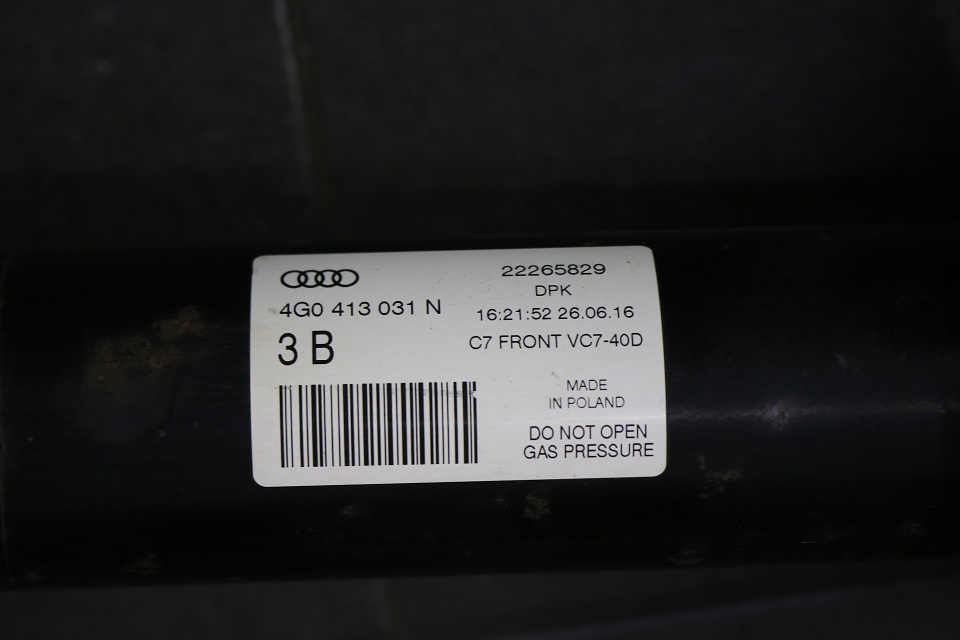 4G0 413 031 N
3 B
22265829
DPK
16:21:52 26.06.16
C7 FRONT VC7-40D
MADE
IN POLAND
DO NOT OPEN
GAS PRESSURE